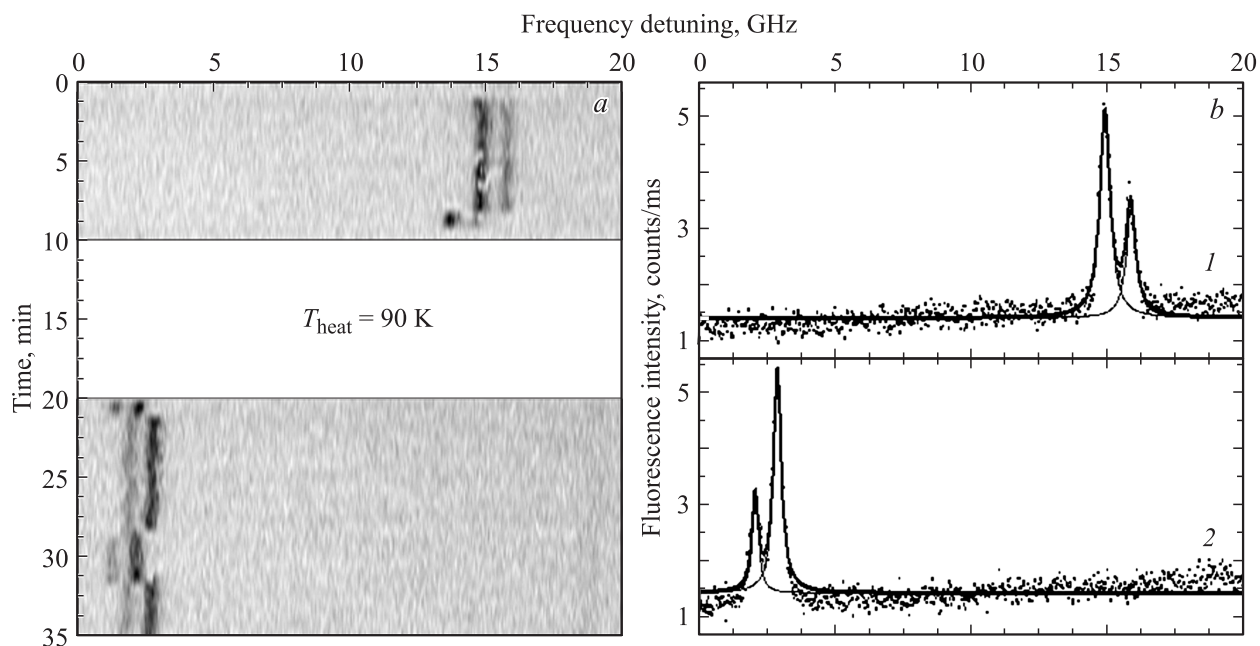 Frequency detuning, GHz
0 5 10 15 20 0 5 10 15 20
a
b
0
5
10
15
20
25
30
35
Time, min
T heat = 90 K
Fluorescence intensity, counts/ms
5
3
1
1
5
3
1
2